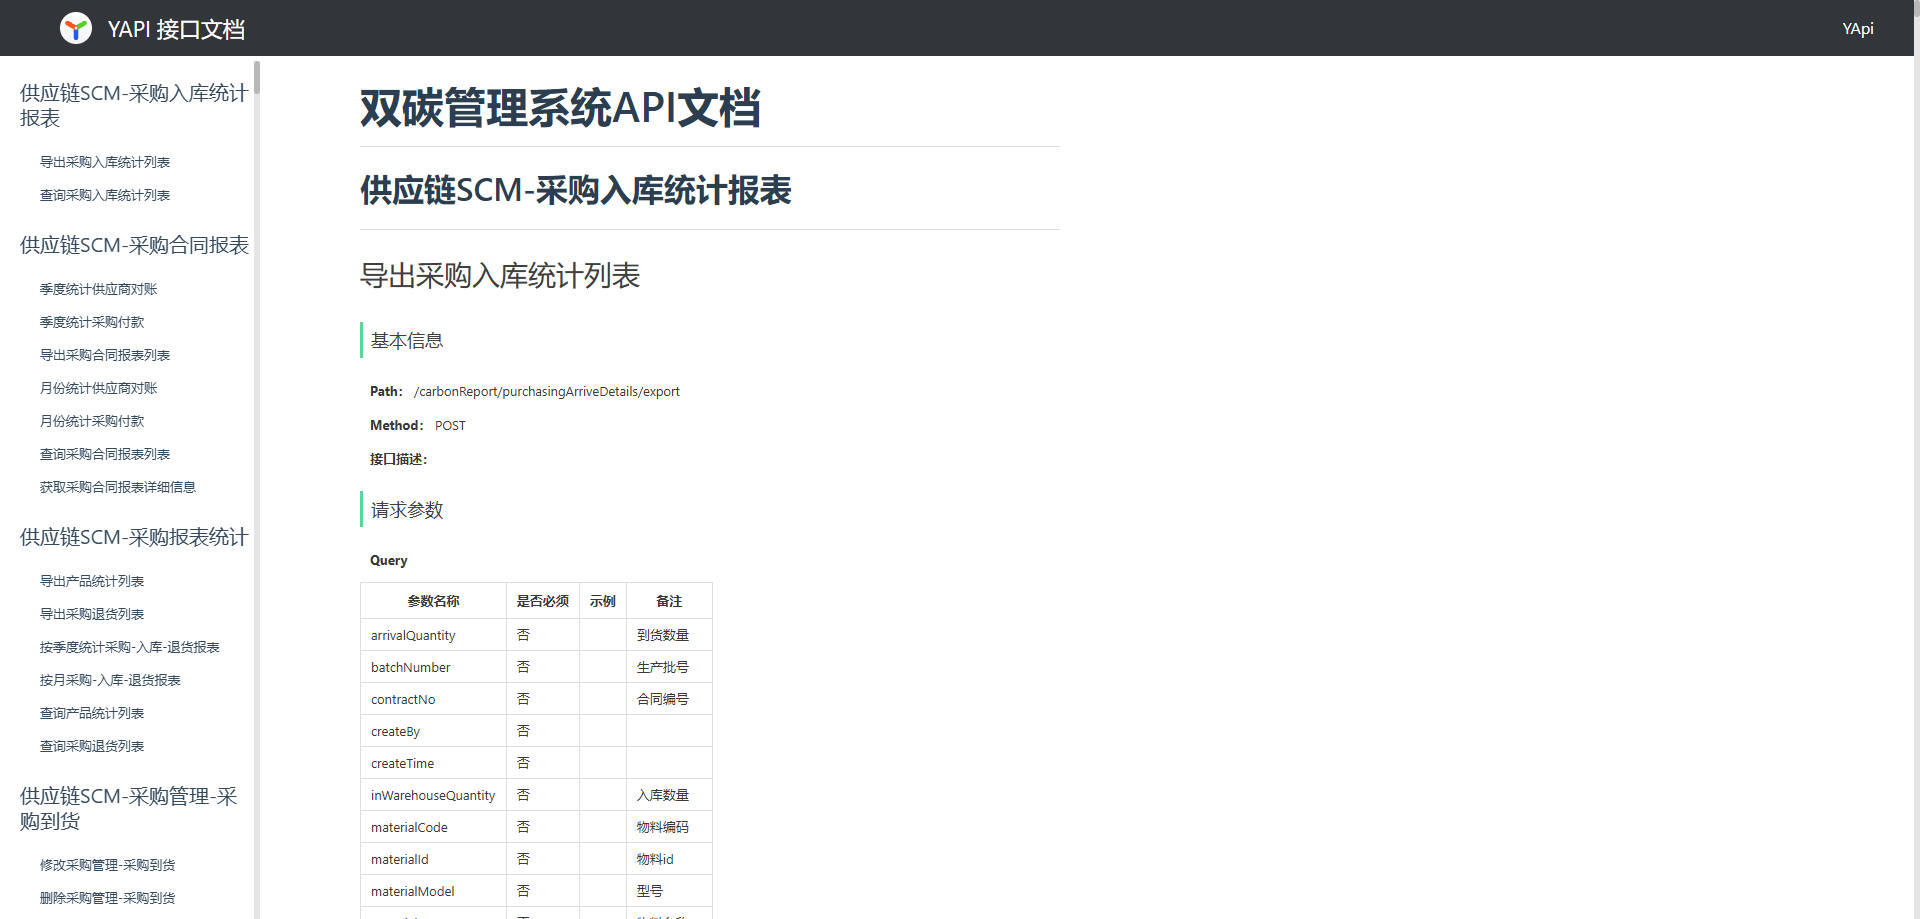 YAPI 接口文档
YApi
供应链SCM-采购入库统计
报表
导出采购入库统计列表
查询采购入库统计列表
供应链SCM-采购合同报表
季度统计供应商对账
季度统计采购付款
导出采购合同报表列表
月份统计供应商对账
月份统计采购付款
查询采购合同报表列表
获取采购合同报表详细信息
供应链SCM-采购报表统计
导出产品统计列表
导出采购退货列表
按季度统计采购-入库-退货报表
按月采购-入库-退货报表
查询产品统计列表
查询采购退货列表
供应链SCM-采购管理-采
购到货
修改采购管理-采购到货
删除采购管理-采购到货
双碳管理系统API文档
供应链SCM-采购入库统计报表
导出采购入库统计列表
基本信息
Path: /carbonReport/purchasingArriveDetails/export
Method: POST
接口描述:
请求参数
Query
参数名称 是否必须 示例 备注
arrivalQuantity 否 到货数量
batchNumber 否 生产批号
contractNo 否 合同编号
createBy 否
createTime 否
inWarehouseQuantity 否 入库数量
materialCode 否 物料编码
materialId 否 物料id
materialModel 否 型号